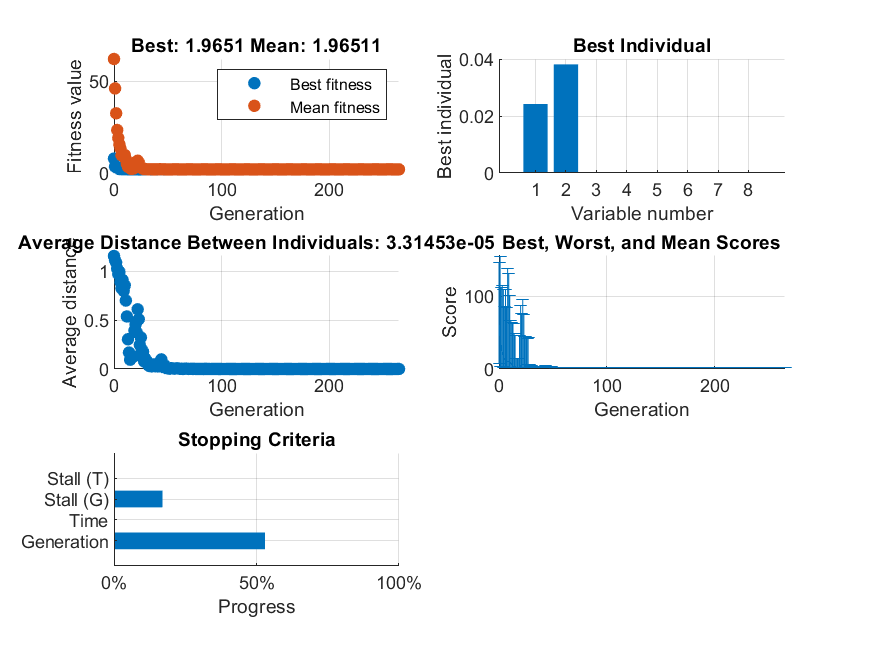 Best: 1.9651 Mean: 1.96511
Fitness value
50
0
Best fitness
Mean fitness
0 100 200
Generation
Best Individual
Best individual
0.04
0.02
0
1 2 3 4 5 6 7 8
Variable number
Average Distance Between Individuals: 3.31453e-05
Average distance
1
0.5
0
0 100 200
Generation
Best, Worst, and Mean Scores
Score
100
0
0 100 200
Generation
Stopping Criteria
Stall (T)
Stall (G)
Time
Generation
0% 50% 100%
Progress